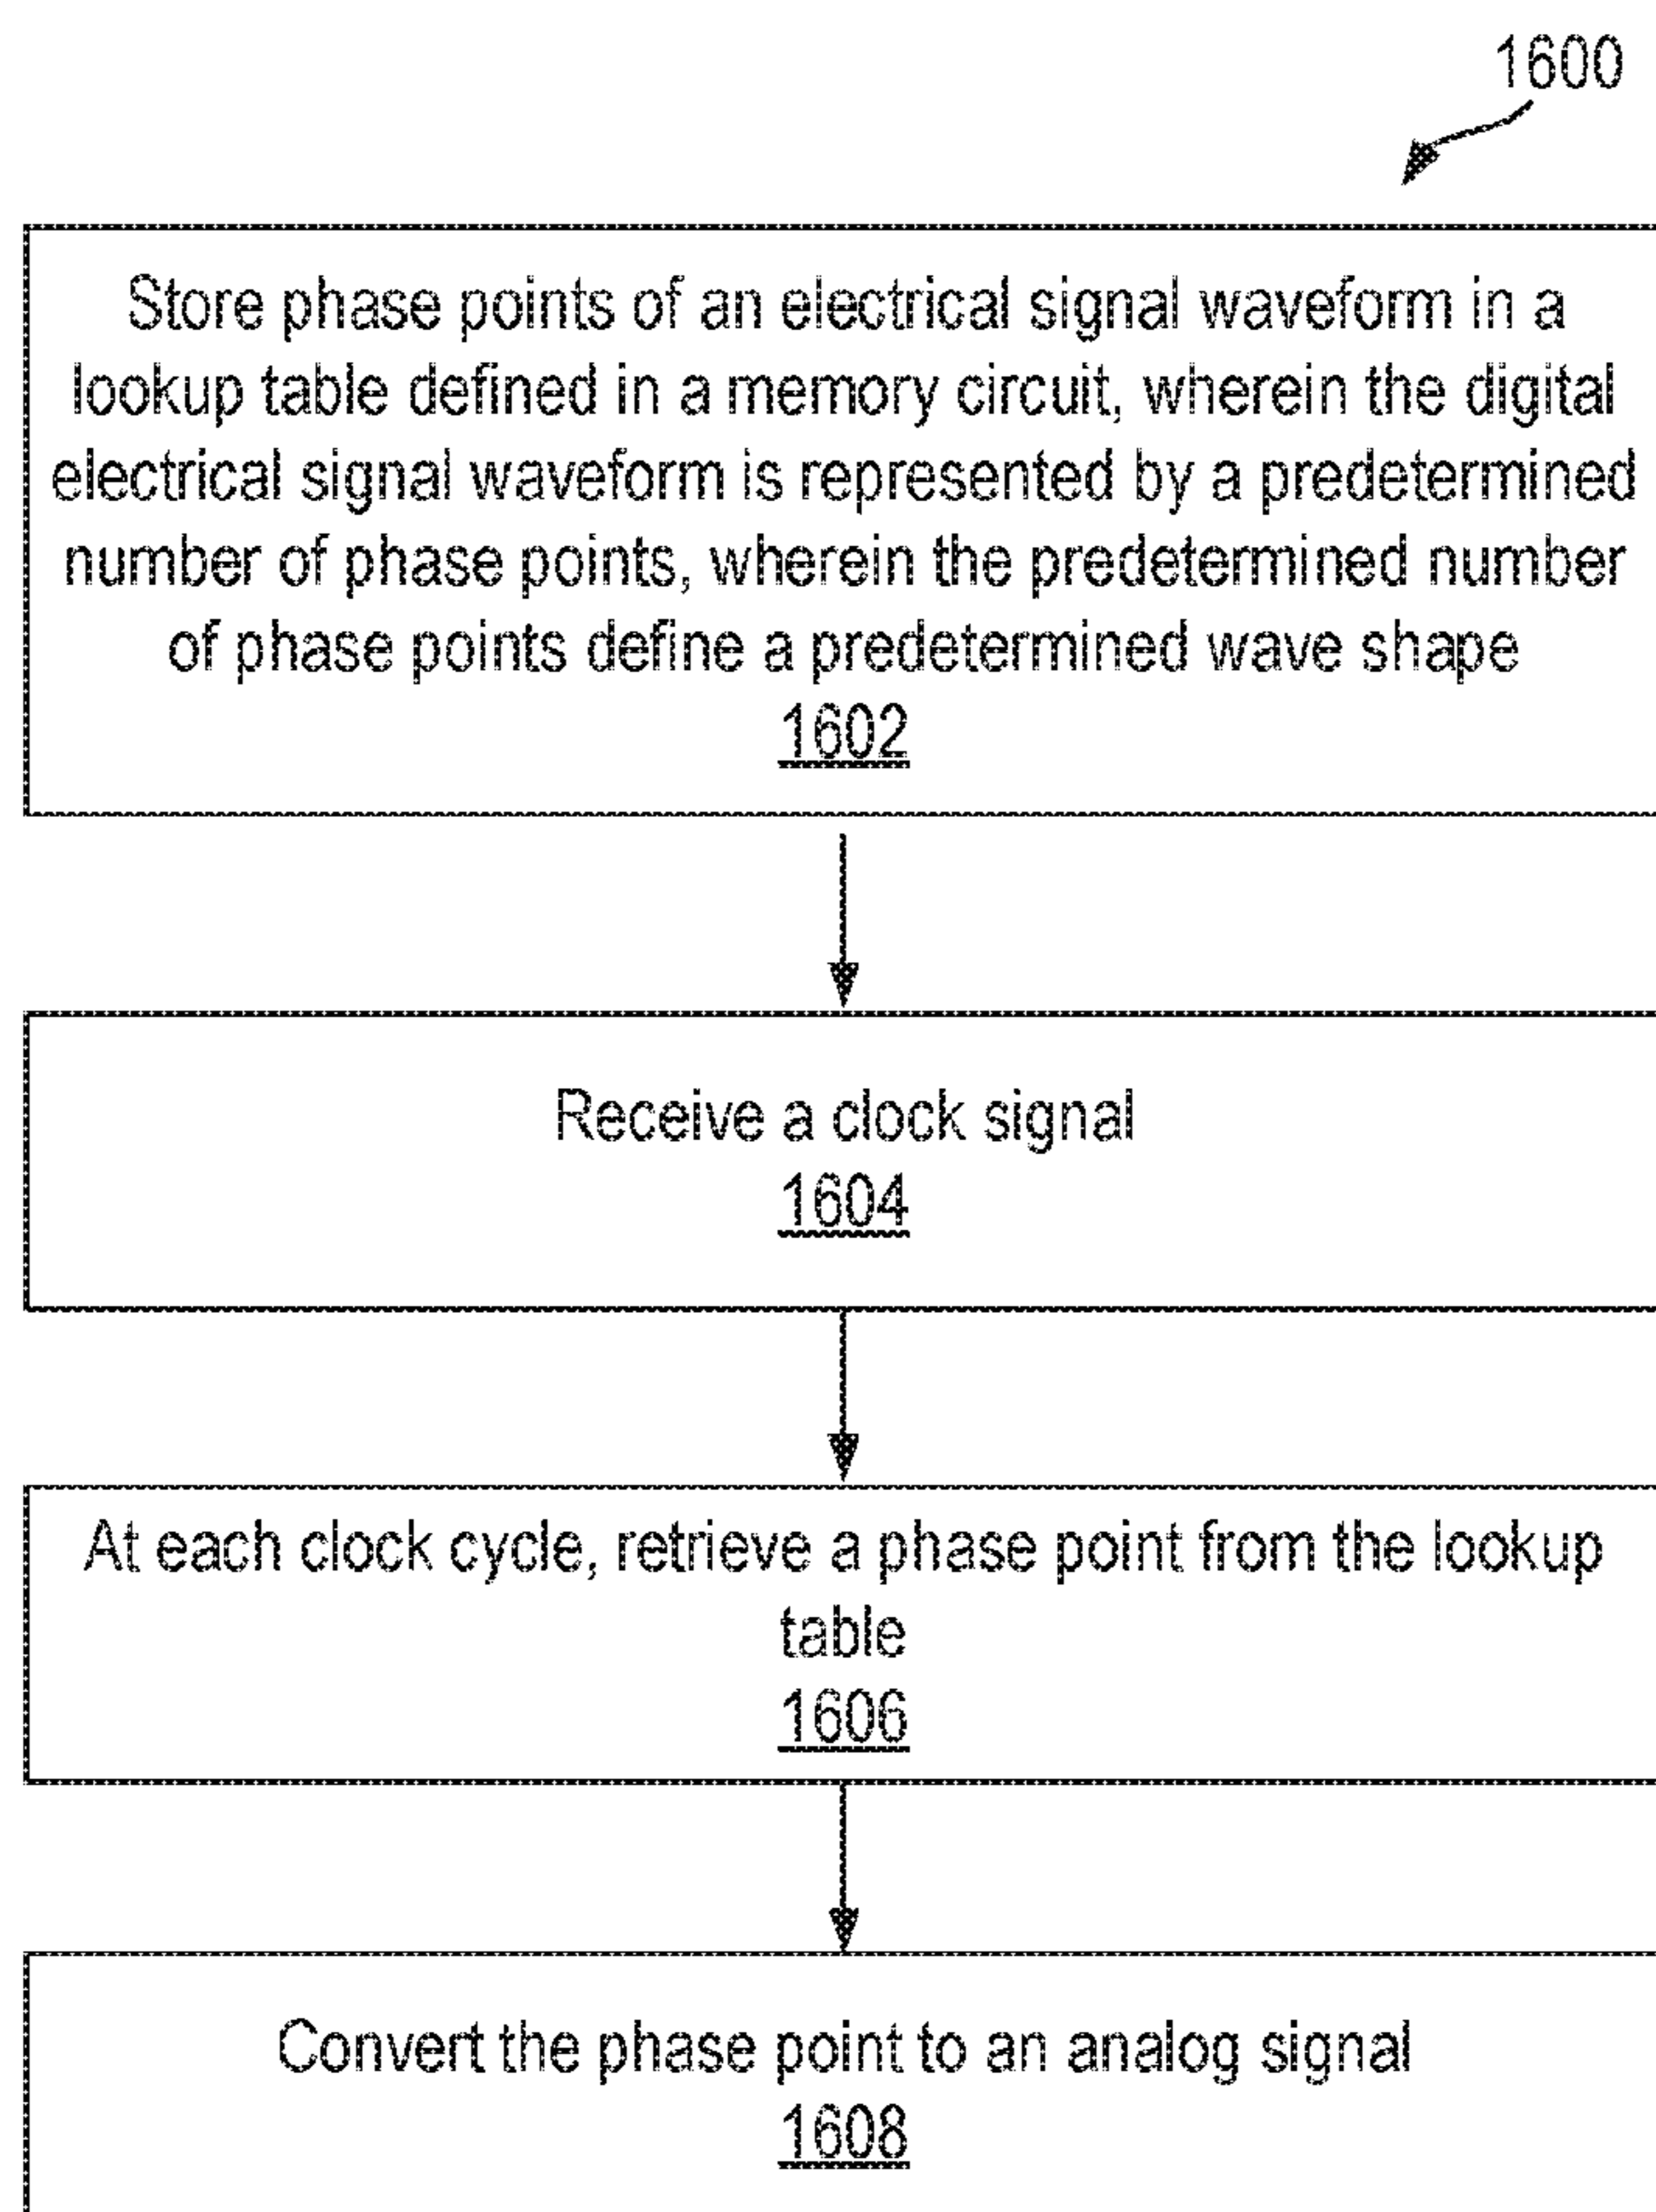 1600
Store phase points of an electrical signal waveform in a
lookup table defined in a memory circuit, wherein the digital
electrical signal waveform is represented by a predetermined
number of phase points, wherein the predetermined number
of phase points define a predetermined wave shape
1602
Receive a clock signal
1604
At each clock cycle, retrieve a phase point from the lookup
table
1606
Convert the phase point to an analog signal
1608